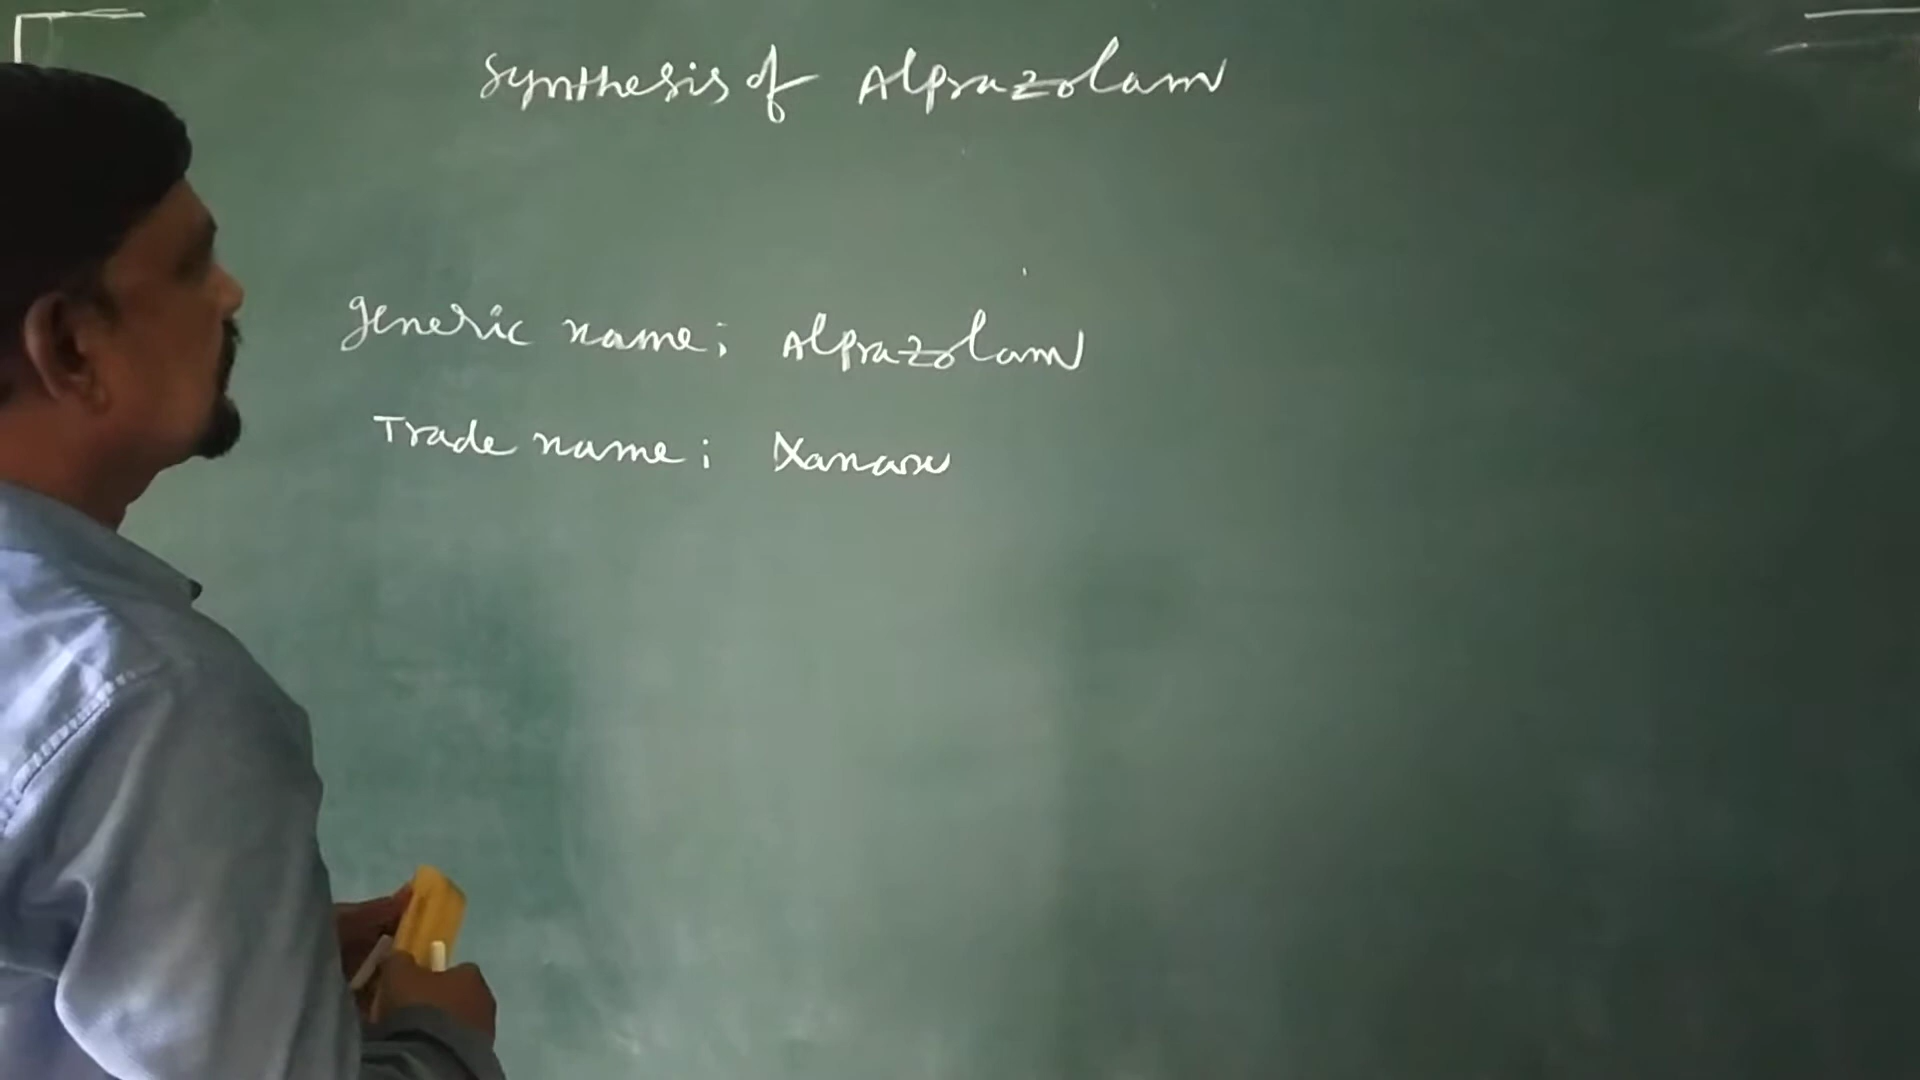 Synthesis of Alprazolam
generic name; Alprazolam
Trade name; Xanax